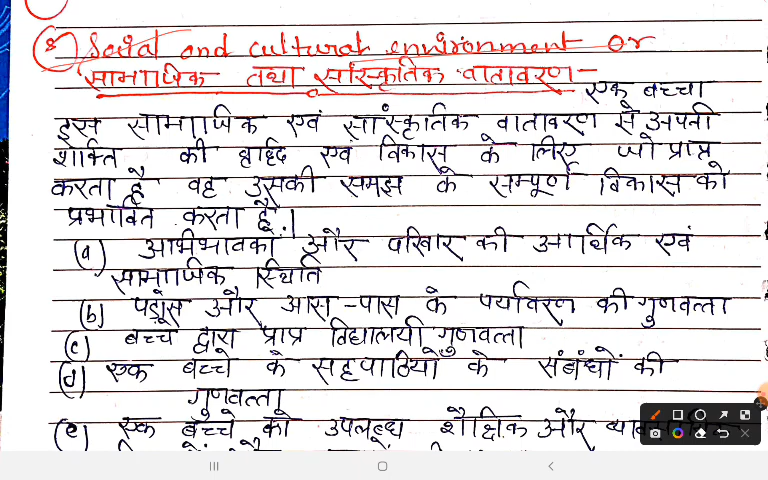 (8) Social and cultural environment or
सामाजिक तथा सांस्कृतिक वातावरण-
एक बच्चा
इस सामाजिक एवं सांस्कृतिक वातावरण से अपनी
शक्ति की वृद्धि एवं विकास के लिए जो प्राप्त
करता है वह उसकी समझ के सम्पूर्ण विकास को
प्रभावित करता है।
(a) अभिभावकों और परिवार की आर्थिक एवं
सामाजिक स्थिति
(b) पड़ोस और आस-पास के पर्यावरण की गुणवत्ता
(c) बच्चे द्वारा प्राप्त विद्यालयी गुणवत्ता
(d) एक बच्चे के सहपाठियों के संबंधों की
गुणवत्ता
(e) एक बच्चे को उपलब्ध शैक्षिक और